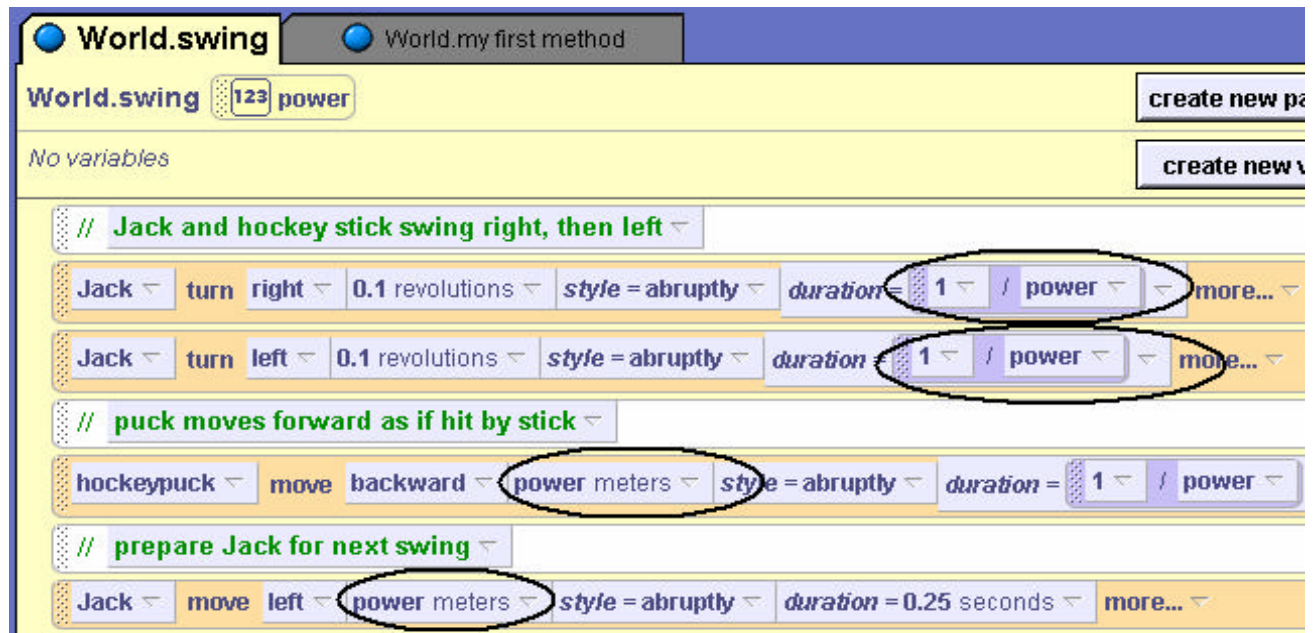 World.swing World.my first method
World.swing 123 power create new pa
No variables create new v
// Jack and hockey stick swing right, then left
Jack turn right 0.1 revolutions style = abruptly duration = 1 / power more...
Jack turn left 0.1 revolutions style = abruptly duration = 1 / power more...
// puck moves forward as if hit by stick
hockeypuck move backward power meters style = abruptly duration = 1 / power
// prepare Jack for next swing
Jack move left power meters style = abruptly duration = 0.25 seconds more...